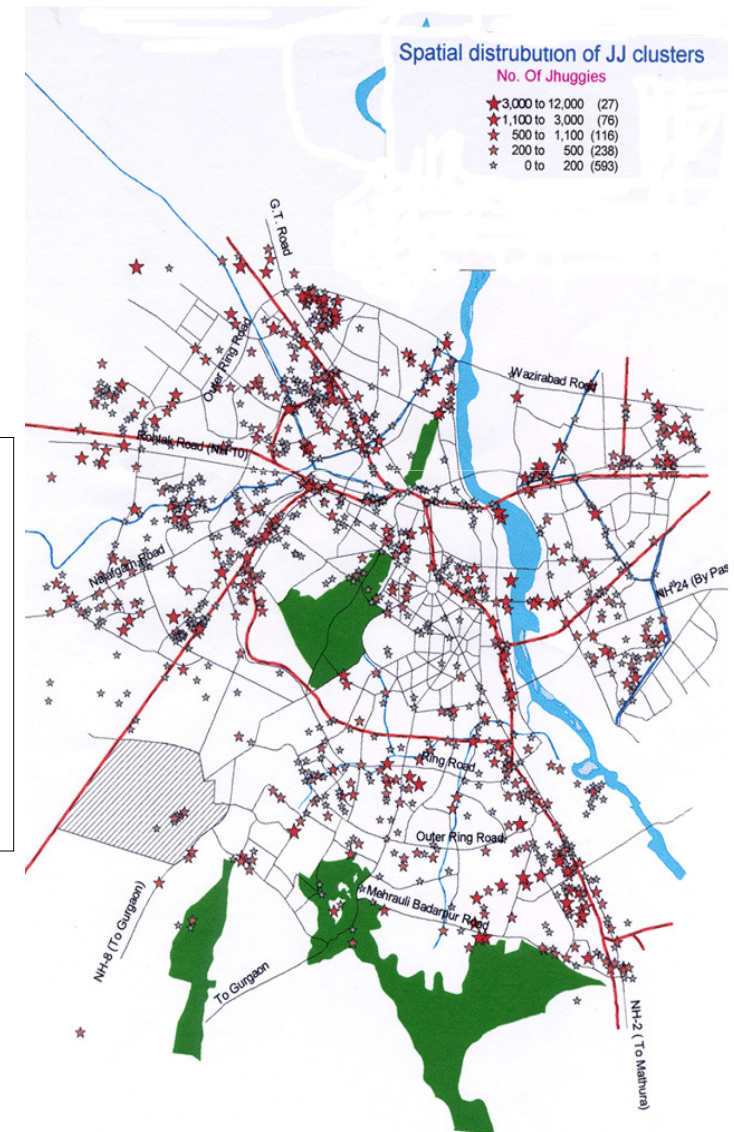 Spatial distrubution of JJ clusters
No. Of Jhuggies
3,000 to 12,000 (27)
1,100 to 3,000 (76)
500 to 1,100 (116)
200 to 500 (238)
0 to 200 (593)
G.T. Road
Outer Ring Road
Wazirabad Road
Rohtak Road (NH-10)
Najafgarh Road
NH-24 (By Pas
Ring Road
Outer Ring Road
Mehrauli Badarpur Road
NH-8 (To Gurgaon)
To Gurgaon
NH-2 ( To Mathura)